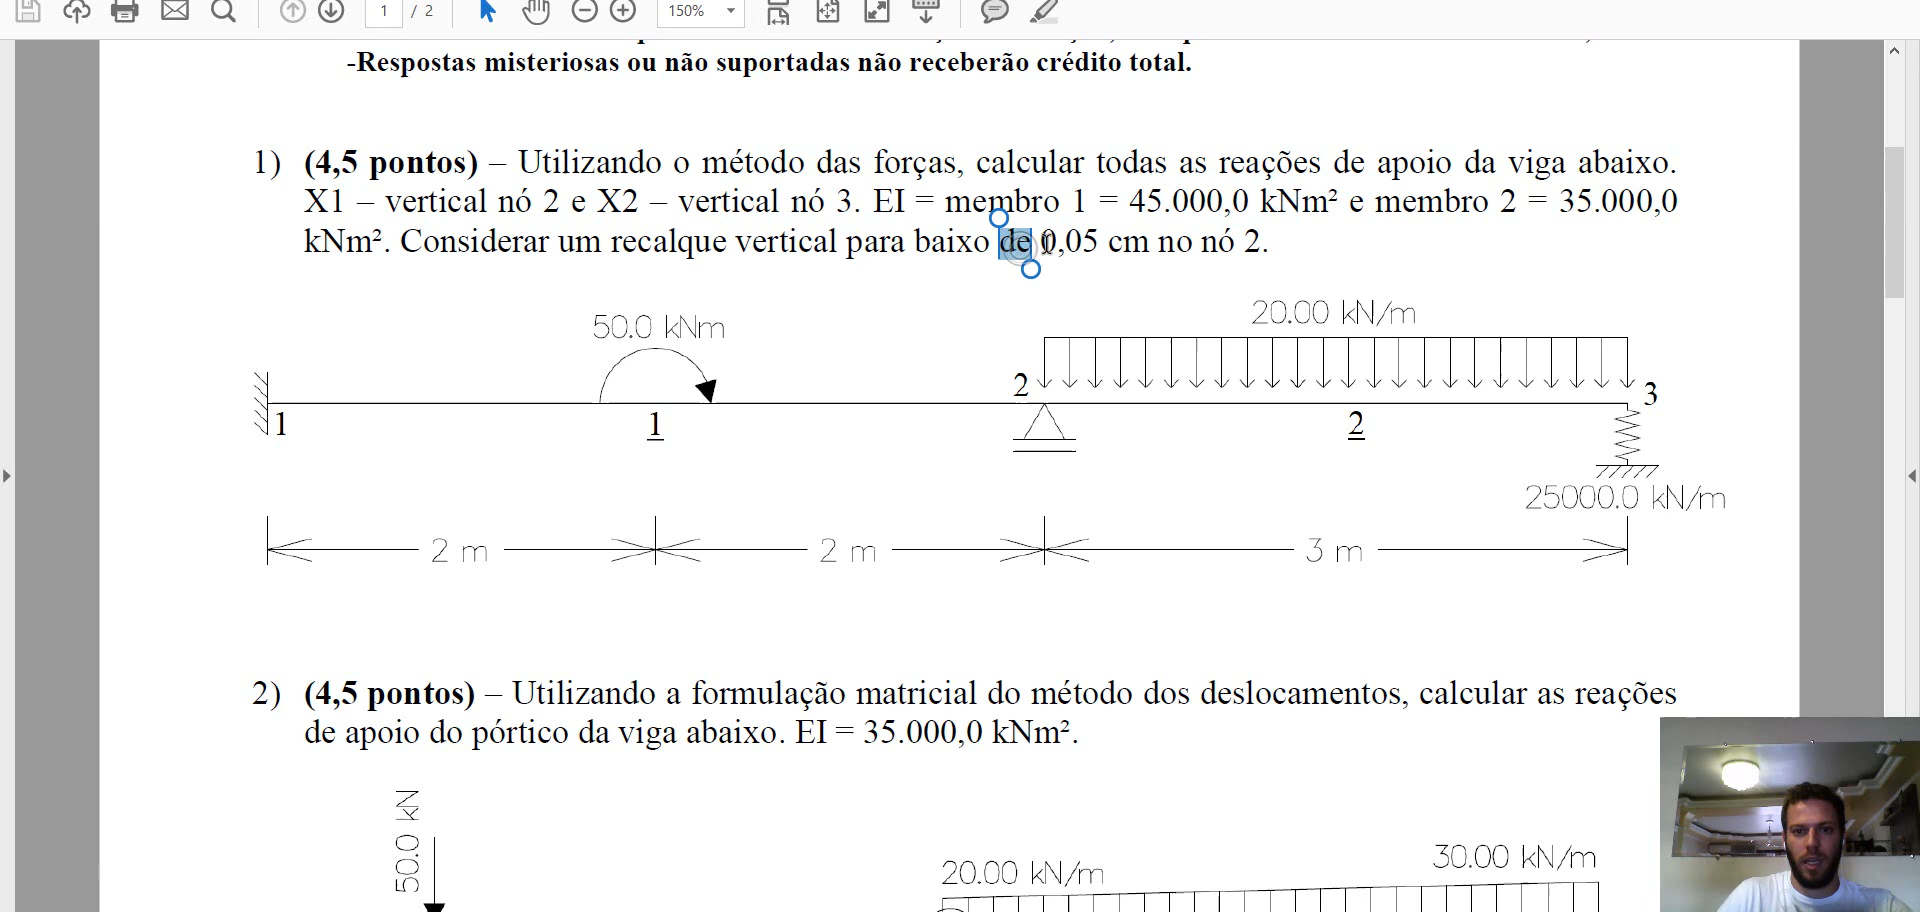 1 / 2 150%
-Respostas misteriosas ou não suportadas não receberão crédito total.
1) (4,5 pontos) – Utilizando o método das forças, calcular todas as reações de apoio da viga abaixo.
X1 – vertical nó 2 e X2 – vertical nó 3. EI = membro 1 = 45.000,0 kNm² e membro 2 = 35.000,0
kNm². Considerar um recalque vertical para baixo de 0,05 cm no nó 2.
20.00 kN/m
50.0 kNm
2 3
1 1 2
25000.0 kN/m
2 m 2 m 3 m
2) (4,5 pontos) – Utilizando a formulação matricial do método dos deslocamentos, calcular as reações
de apoio do pórtico da viga abaixo. EI = 35.000,0 kNm².
50.0 kN
20.00 kN/m 30.00 kN/m